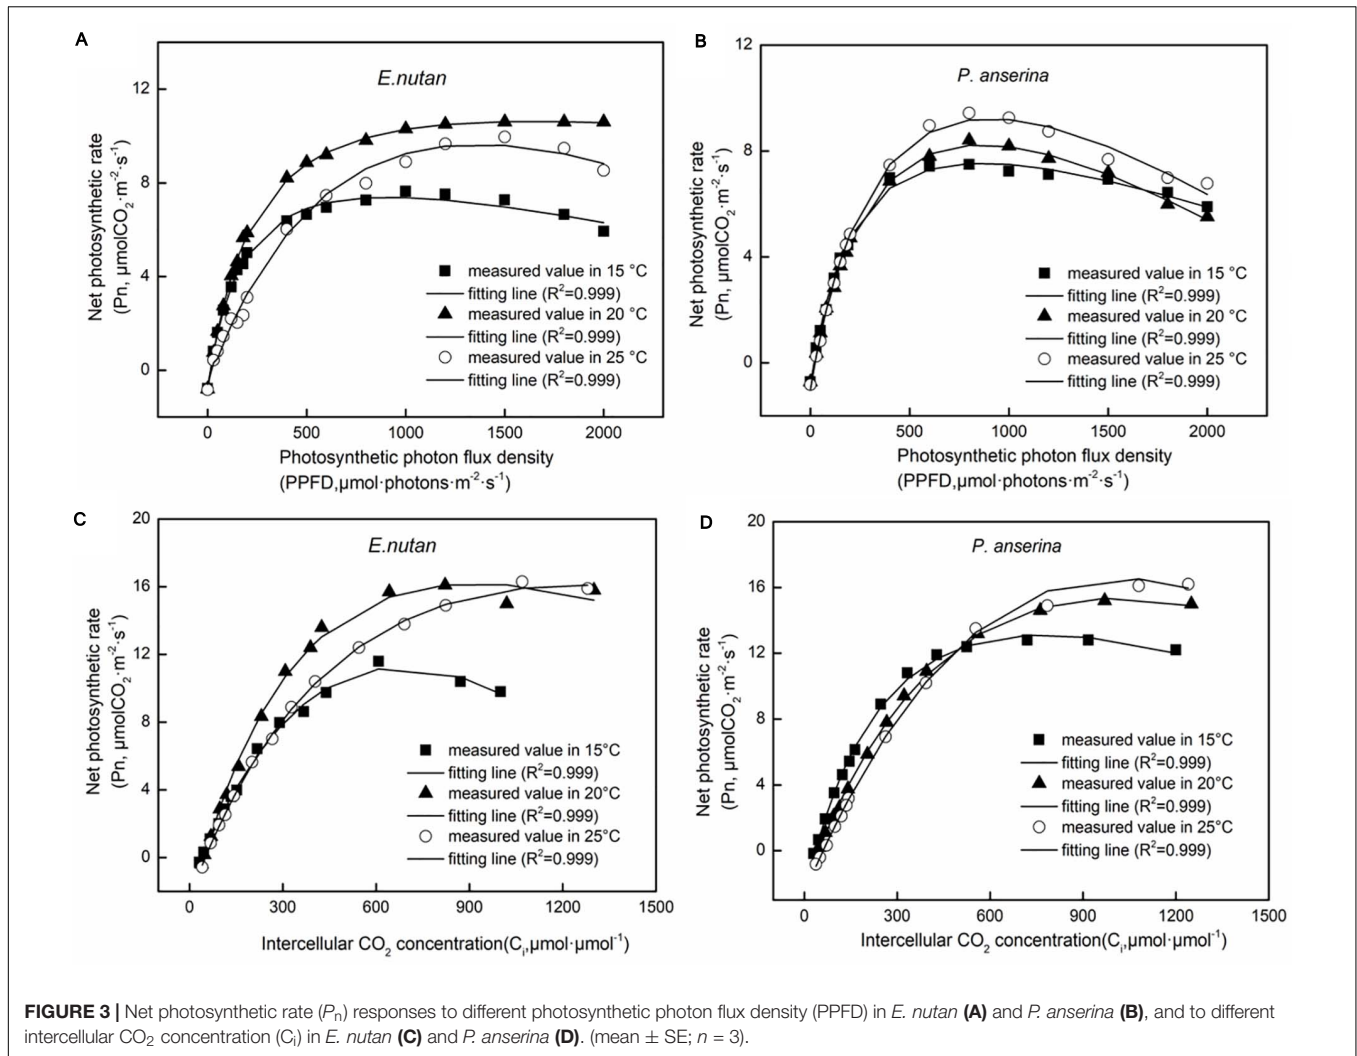 A
E.nutan
12
8
4
0
Net photosynthetic rate
(Pn, μmolCO2·m-2·s-1)
measured value in 15 °C
fitting line (R2=0.999)
measured value in 20 °C
fitting line (R2=0.999)
measured value in 25 °C
fitting line (R2=0.999)
0 500 1000 1500 2000
Photosynthetic photon flux density
(PPFD,μmol·photons·m-2·s-1)
B
P. anserina
12
8
4
0
Net photosynthetic rate
(Pn, μmolCO2·m-2·s-1)
measured value in 15 °C
fitting line (R2=0.999)
measured value in 20 °C
fitting line (R2=0.999)
measured value in 25 °C
fitting line (R2=0.999)
0 500 1000 1500 2000
Photosynthetic photon flux density
(PPFD,μmol·photons·m-2·s-1)
C
E.nutan
20
16
12
8
4
0
Net photosynthetic rate
(Pn, μmolCO2·m-2·s-1)
measured value in 15°C
fitting line (R2=0.999)
measured value in 20°C
fitting line (R2=0.999)
measured value in 25°C
fitting line (R2=0.999)
0 300 600 900 1200 1500
Intercellular CO2 concentration(Ci,μmol·μmol-1)
D
P. anserina
20
16
12
8
4
0
Net photosynthetic rate
(Pn, μmolCO2·m-2·s-1)
measured value in 15°C
fitting line (R2=0.999)
measured value in 20°C
fitting line (R2=0.999)
measured value in 25°C
fitting line (R2=0.999)
0 300 600 900 1200 1500
Intercellular CO2 concentration(Ci,μmol·μmol-1)
FIGURE 3 | Net photosynthetic rate (Pn) responses to different photosynthetic photon flux density (PPFD) in E. nutan (A) and P. anserina (B), and to different
intercellular CO2 concentration (Ci) in E. nutan (C) and P. anserina (D). (mean ± SE; n = 3).